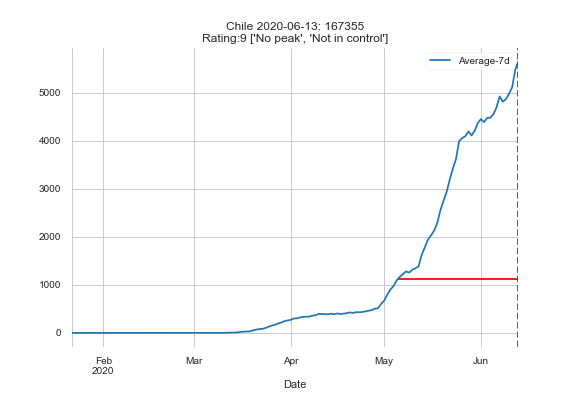 Chile 2020-06-13: 167355
Rating:9 ['No peak', 'Not in control']
Average-7d
5000
4000
3000
2000
1000
0
Feb
2020
Mar
Apr
May
Jun
Date